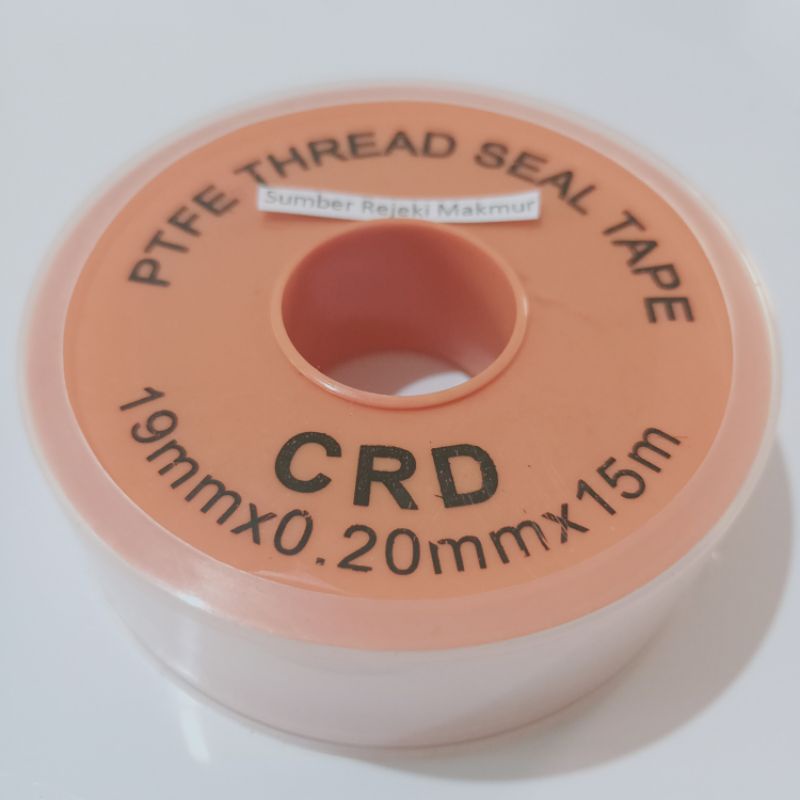 PTFE THREAD SEAL TAPE
Sumber Rejeki Makmur
CRD
19mmx0.20mmx15m